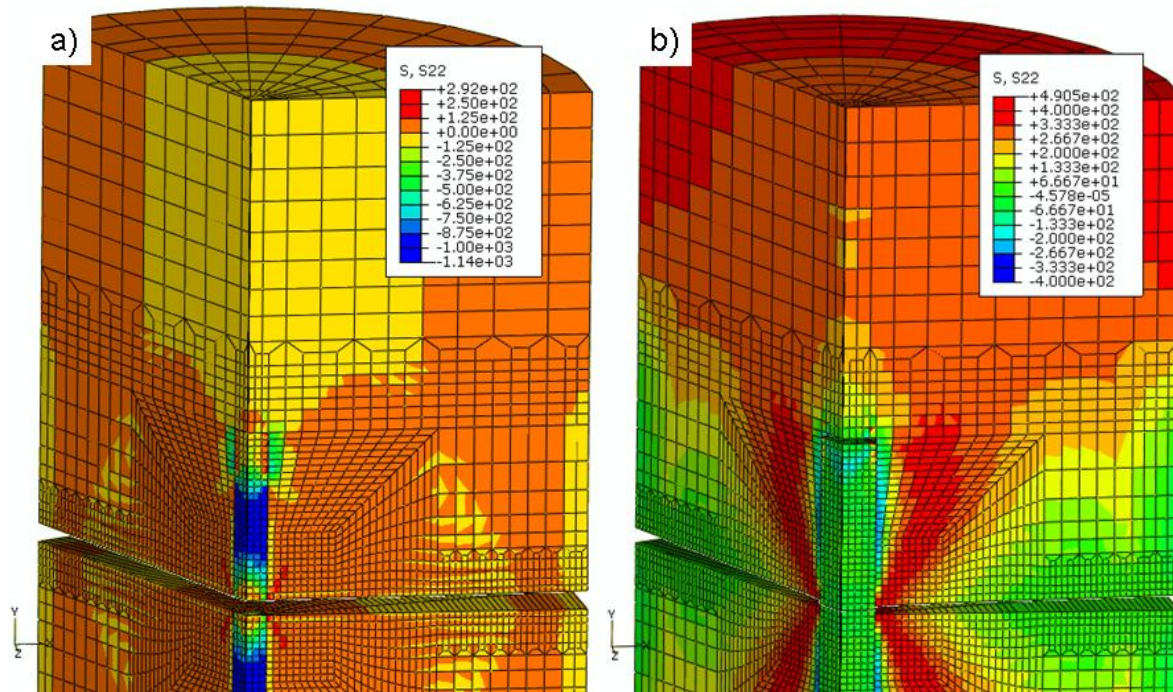 a)
S, S22
+2.92e+02
+2.50e+02
+1.25e+02
+0.00e+00
-1.25e+02
-2.50e+02
-3.75e+02
-5.00e+02
-6.25e+02
-7.50e+02
-8.75e+02
-1.00e+03
-1.14e+03
Y
Z
b)
S, S22
+4.905e+02
+4.000e+02
+3.333e+02
+2.667e+02
+2.000e+02
+1.333e+02
+6.667e+01
-4.578e-05
-6.667e+01
-1.333e+02
-2.000e+02
-2.667e+02
-3.333e+02
-4.000e+02
Y
Z